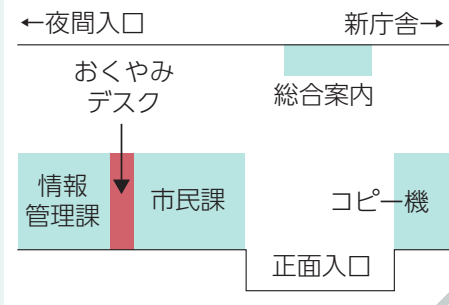 ←夜間入口
新庁舎→
おくやみ
デスク
総合案内
情報
管理課
市民課
コピー機
正面入口